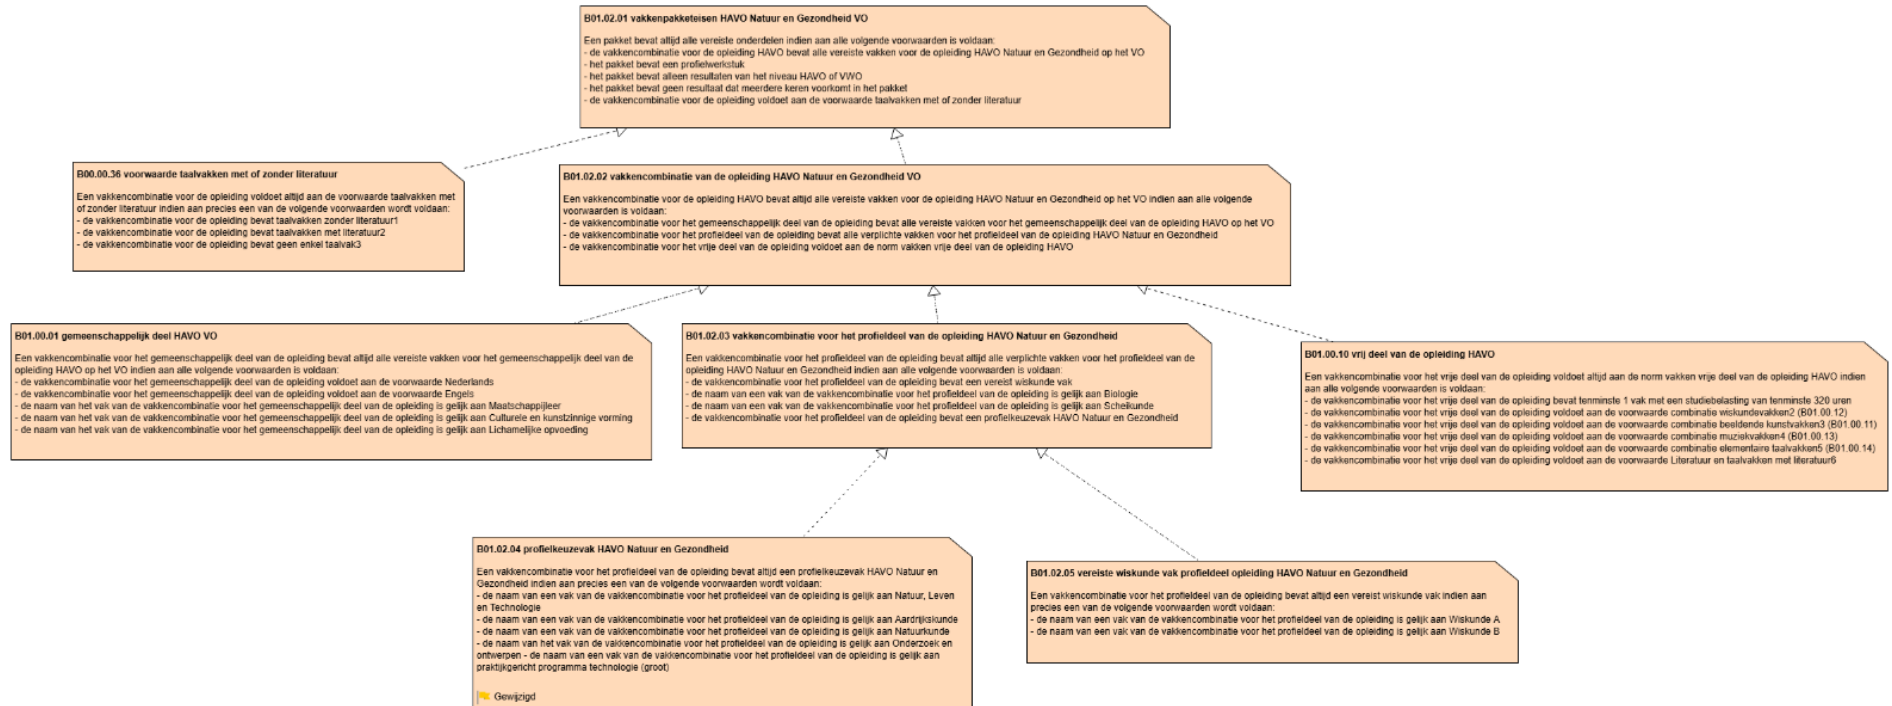 B01.02.01 vakkenpakketeisen HAVO Natuur en Gezondheid VO
Een pakket bevat altijd alle vereiste onderdelen indien aan alle volgende voorwaarden is voldaan:
- de vakkencombinatie voor de opleiding HAVO bevat alle vereiste vakken voor de opleiding HAVO Natuur en Gezondheid op het VO
- het pakket bevat een profielwerkstuk
- het pakket bevat alleen resultaten van het niveau HAVO of VWO
- het pakket bevat geen resultaat dat meerdere keren voorkomt in het pakket
- de vakkencombinatie voor de opleiding voldoet aan de voorwaarde taalvakken met of zonder literatuur
B00.00.36 voorwaarde taalvakken met of zonder literatuur
Een vakkencombinatie voor de opleiding voldoet altijd aan de voorwaarde taalvakken met
of zonder literatuur indien aan precies een van de volgende voorwaarden wordt voldaan:
- de vakkencombinatie voor de opleiding bevat taalvakken zonder literatuur1
- de vakkencombinatie voor de opleiding bevat taalvakken met literatuur2
- de vakkencombinatie voor de opleiding bevat geen enkel taalvak3
B01.02.02 vakkencombinatie van de opleiding HAVO Natuur en Gezondheid VO
Een vakkencombinatie voor de opleiding HAVO bevat altijd alle vereiste vakken voor de opleiding HAVO Natuur en Gezondheid op het VO indien aan alle volgende
voorwaarden is voldaan:
- de vakkencombinatie voor het gemeenschappelijk deel van de opleiding bevat alle vereiste vakken voor het gemeenschappelijk deel van de opleiding HAVO op het VO
- de vakkencombinatie voor het profieldeel van de opleiding bevat alle verplichte vakken voor het profieldeel van de opleiding HAVO Natuur en Gezondheid
- de vakkencombinatie voor het vrije deel van de opleiding voldoet aan de norm vakken vrije deel van de opleiding HAVO
B01.00.01 gemeenschappelijk deel HAVO VO
Een vakkencombinatie voor het gemeenschappelijk deel van de opleiding bevat altijd alle vereiste vakken voor het gemeenschappelijk deel van de
opleiding HAVO op het VO indien aan alle volgende voorwaarden is voldaan:
- de vakkencombinatie voor het gemeenschappelijk deel van de opleiding voldoet aan de voorwaarde Nederlands
- de vakkencombinatie voor het gemeenschappelijk deel van de opleiding voldoet aan de voorwaarde Engels
- de naam van het vak van de vakkencombinatie voor het gemeenschappelijk deel van de opleiding is gelijk aan Maatschappijleer
- de naam van het vak van de vakkencombinatie voor het gemeenschappelijk deel van de opleiding is gelijk aan Culturele en kunstzinnige vorming
- de naam van het vak van de vakkencombinatie voor het gemeenschappelijk deel van de opleiding is gelijk aan Lichamelijke opvoeding
B01.02.03 vakkencombinatie voor het profieldeel van de opleiding HAVO Natuur en Gezondheid
Een vakkencombinatie voor het profieldeel van de opleiding bevat altijd alle verplichte vakken voor het profieldeel van de
opleiding HAVO Natuur en Gezondheid indien aan alle volgende voorwaarden is voldaan:
- de vakkencombinatie voor het profieldeel van de opleiding bevat een vereist wiskunde vak
- de naam van een vak van de vakkencombinatie voor het profieldeel van de opleiding is gelijk aan Biologie
- de naam van een vak van de vakkencombinatie voor het profieldeel van de opleiding is gelijk aan Scheikunde
- de vakkencombinatie voor het profieldeel van de opleiding bevat een profielkeuzevak HAVO Natuur en Gezondheid
B01.00.10 vrij deel van de opleiding HAVO
Een vakkencombinatie voor het vrije deel van de opleiding voldoet altijd aan de norm vakken vrije deel van de opleiding HAVO indien
aan alle volgende voorwaarden is voldaan:
- de vakkencombinatie voor het vrije deel van de opleiding bevat tenminste 1 vak met een studiebelasting van tenminste 320 uren
- de vakkencombinatie voor het vrije deel van de opleiding voldoet aan de voorwaarde combinatie wiskundevakken2 (B01.00.12)
- de vakkencombinatie voor het vrije deel van de opleiding voldoet aan de voorwaarde combinatie beeldende kunstvakken3 (B01.00.11)
- de vakkencombinatie voor het vrije deel van de opleiding voldoet aan de voorwaarde combinatie muziekvakken4 (B01.00.13)
- de vakkencombinatie voor het vrije deel van de opleiding voldoet aan de voorwaarde combinatie elementaire taalvakken5 (B01.00.14)
- de vakkencombinatie voor het vrije deel van de opleiding voldoet aan de voorwaarde Literatuur en taalvakken met literatuur6
B01.02.04 profielkeuzevak HAVO Natuur en Gezondheid
Een vakkencombinatie voor het profieldeel van de opleiding bevat altijd een profielkeuzevak HAVO Natuur en
Gezondheid indien aan precies een van de volgende voorwaarden wordt voldaan:
- de naam van een vak van de vakkencombinatie voor het profieldeel van de opleiding is gelijk aan Natuur, Leven
en Technologie
- de naam van een vak van de vakkencombinatie voor het profieldeel van de opleiding is gelijk aan Aardrijkskunde
- de naam van een vak van de vakkencombinatie voor het profieldeel van de opleiding is gelijk aan Natuurkunde
- de naam van het vak van de vakkencombinatie voor het profieldeel van de opleiding is gelijk aan Onderzoek en
ontwerpen - de naam van een vak van de vakkencombinatie voor het profieldeel van de opleiding is gelijk aan
praktijkgericht programma technologie (groot)
Gewijzigd
B01.02.05 vereiste wiskunde vak profieldeel opleiding HAVO Natuur en Gezondheid
Een vakkencombinatie voor het profieldeel van de opleiding bevat altijd een vereist wiskunde vak indien aan
precies een van de volgende voorwaarden wordt voldaan:
- de naam van een vak van de vakkencombinatie voor het profieldeel van de opleiding is gelijk aan Wiskunde A
- de naam van een vak van de vakkencombinatie voor het profieldeel van de opleiding is gelijk aan Wiskunde B